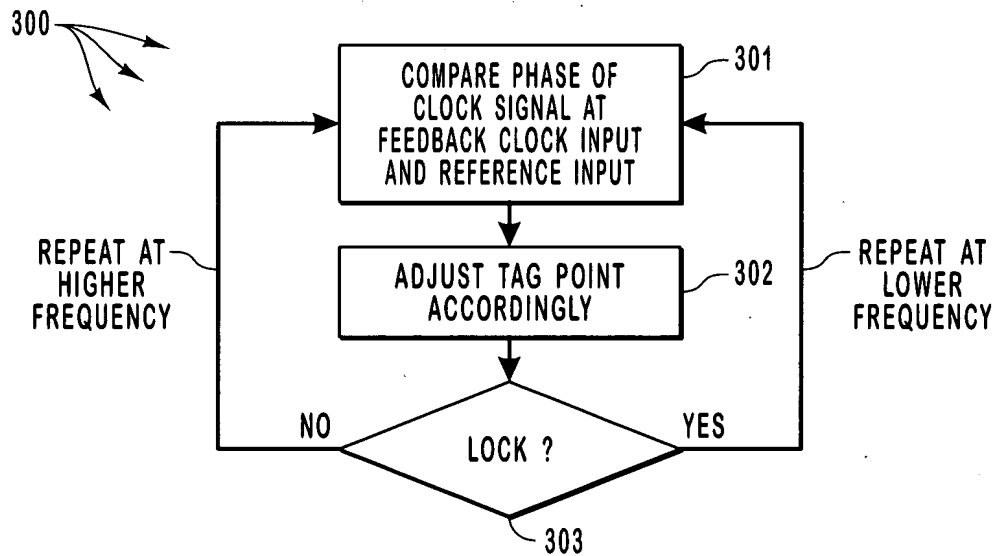 300
COMPARE PHASE OF
CLOCK SIGNAL AT
FEEDBACK CLOCK INPUT
AND REFERENCE INPUT
301
REPEAT AT
HIGHER
FREQUENCY
ADJUST TAG POINT
ACCORDINGLY
302
REPEAT AT
LOWER
FREQUENCY
NO
LOCK ?
YES
303